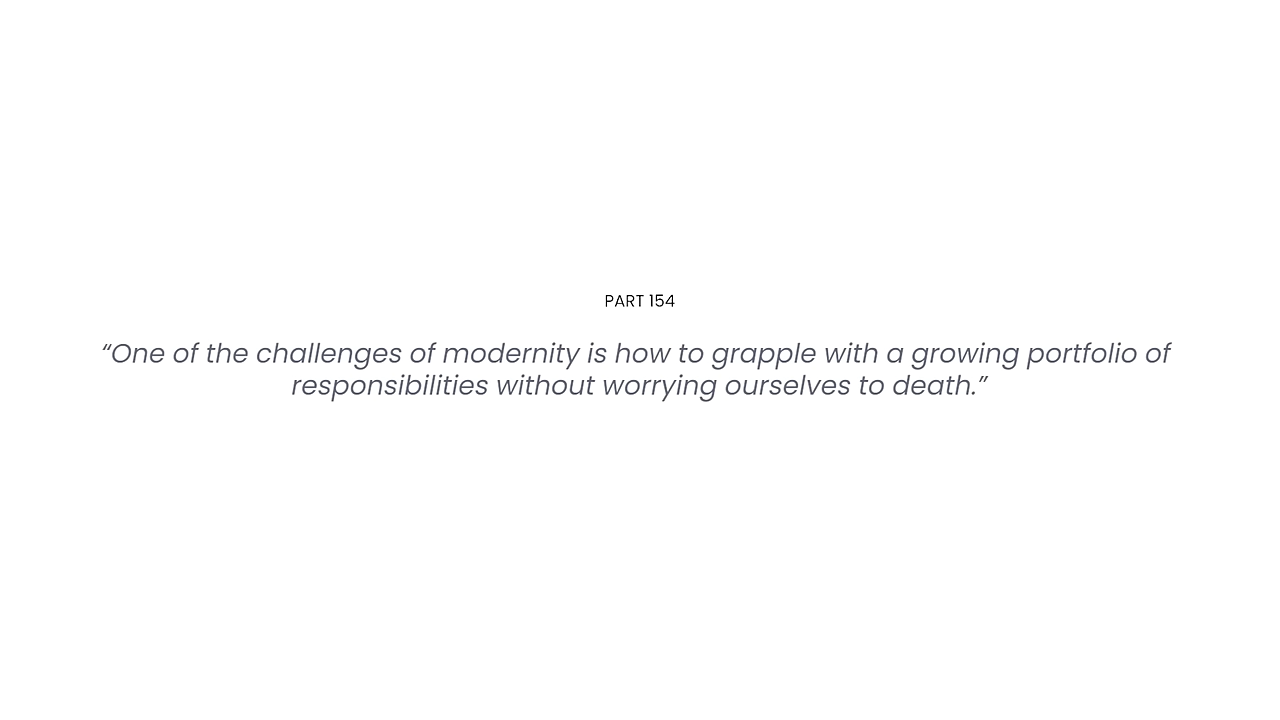 PART 154
“One of the challenges of modernity is how to grapple with a growing portfolio of
responsibilities without worrying ourselves to death.”